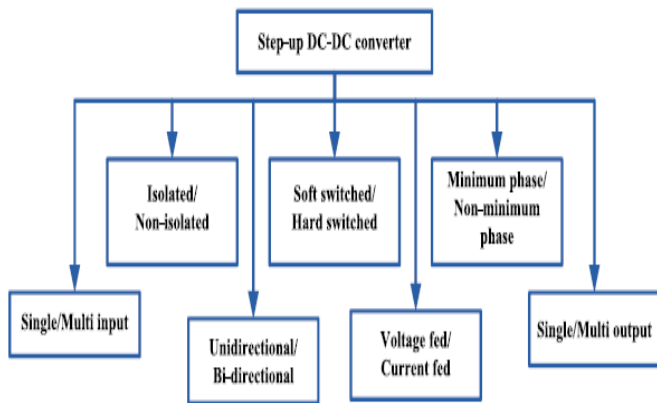 Step-up DC-DC converter
Isolated/
Non-isolated
Soft switched/
Hard switched
Minimum phase/
Non-minimum
phase
Single/Multi input
Unidirectional/
Bi-directional
Voltage fed/
Current fed
Single/Multi output